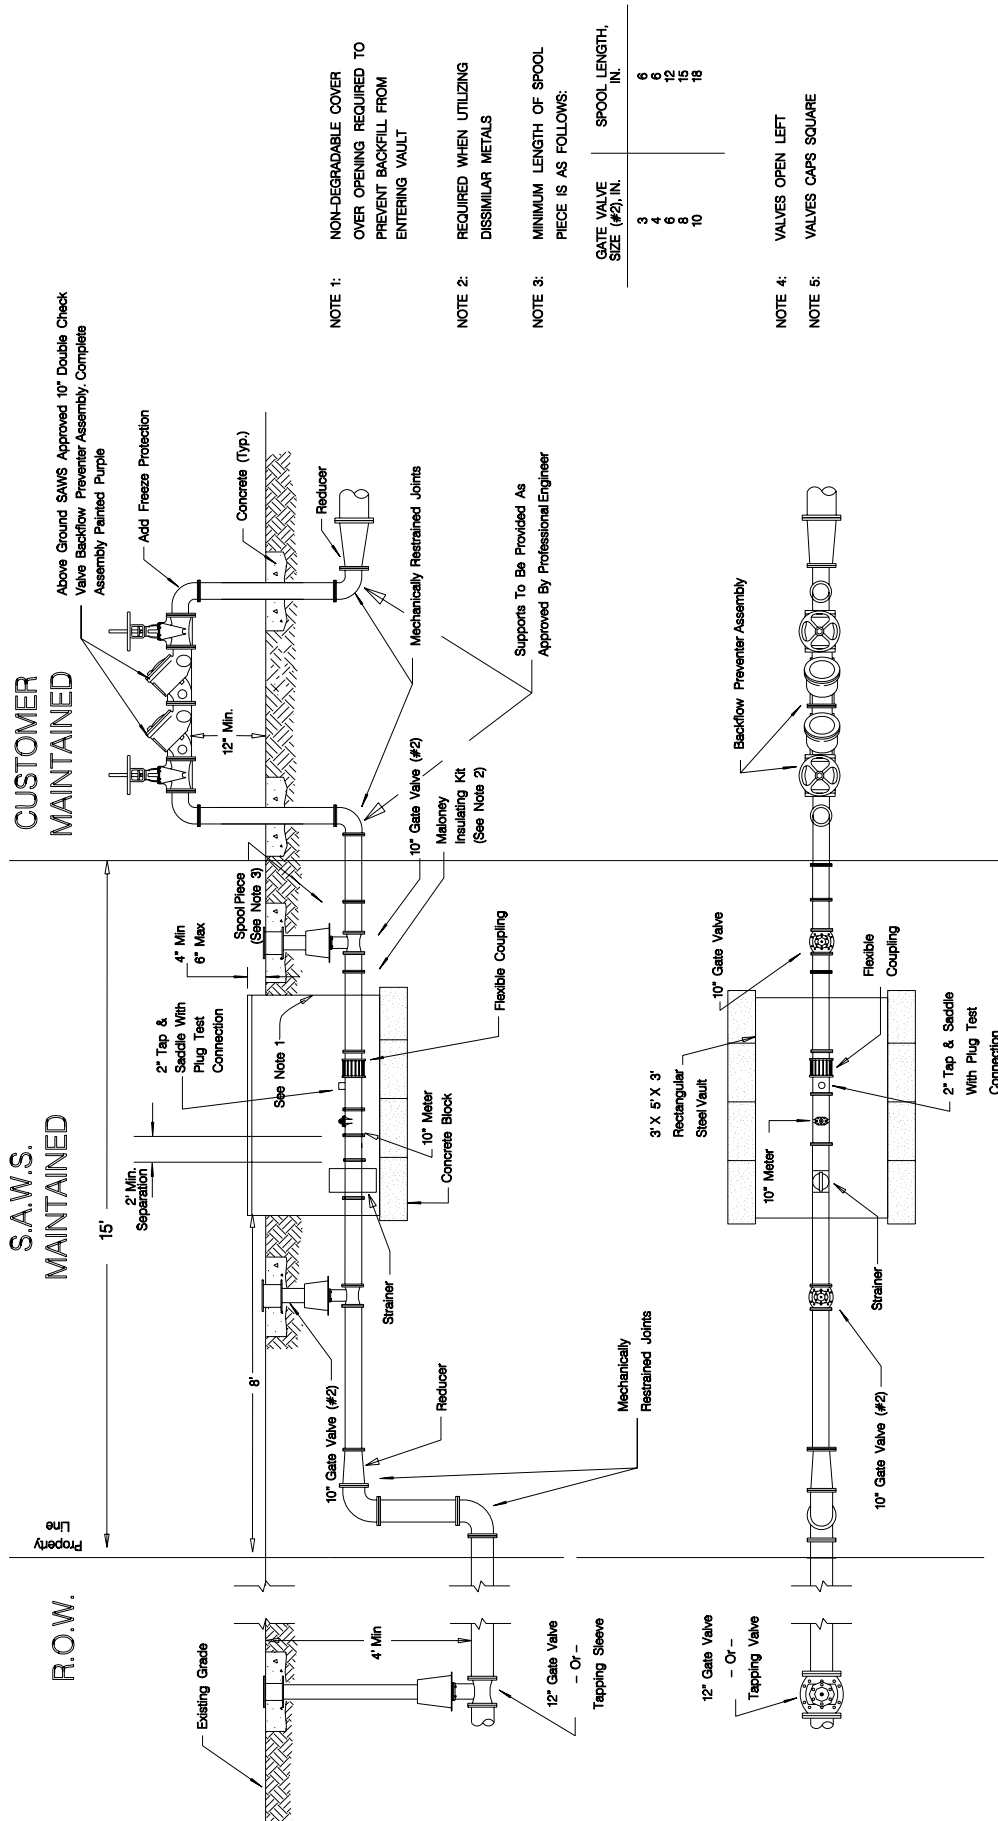 R.O.W.
Property
Line
S.A.W.S.
MAINTAINED
CUSTOMER
MAINTAINED
15'
8'
2' Min.
Separation
2" Tap &
Saddle With
Plug Test
Connection
4" Min
6" Max
Spool Piece
(See Note 3)
See Note 1
12" Min.
Above Ground SAWS Approved 10" Double Check
Valve Backflow Preventer Assembly. Complete
Assembly Painted Purple
Add Freeze Protection
Concrete (Typ.)
Reducer
Mechanically Restrained Joints
Supports To Be Provided As
Approved By Professional Engineer
10" Gate Valve (#2)
Maloney
Insulating Kit
(See Note 2)
Flexible Coupling
10" Meter
Concrete Block
Strainer
10" Gate Valve (#2)
Reducer
Mechanically
Restrained Joints
Existing Grade
4' Min
12" Gate Valve
- Or -
Tapping Sleeve
NOTE 1: NON-DEGRADABLE COVER
OVER OPENING REQUIRED TO
PREVENT BACKFILL FROM
ENTERING VAULT
NOTE 2: REQUIRED WHEN UTILIZING
DISSIMILAR METALS
NOTE 3: MINIMUM LENGTH OF SPOOL
PIECE IS AS FOLLOWS:
GATE VALVE SPOOL LENGTH,
SIZE (#2), IN. IN.
3 6
4 6
6 12
8 15
10 18
NOTE 4: VALVES OPEN LEFT
NOTE 5: VALVES CAPS SQUARE
12" Gate Valve
- Or -
Tapping Valve
10" Gate Valve (#2)
Strainer
10" Meter
3' X 5' X 3'
Rectangular
Steel Vault
10" Gate Valve
Flexible
Coupling
2" Tap & Saddle
With Plug Test
Connection
Backflow Preventer Assembly